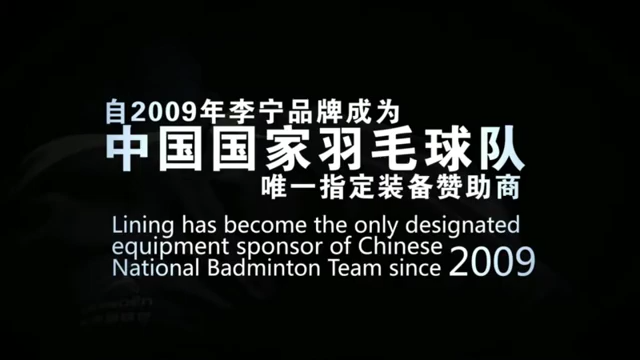 自2009年李宁品牌成为
中国国家羽毛球队
唯一指定装备赞助商
Lining has become the only designated
equipment sponsor of Chinese
National Badminton Team since 2009